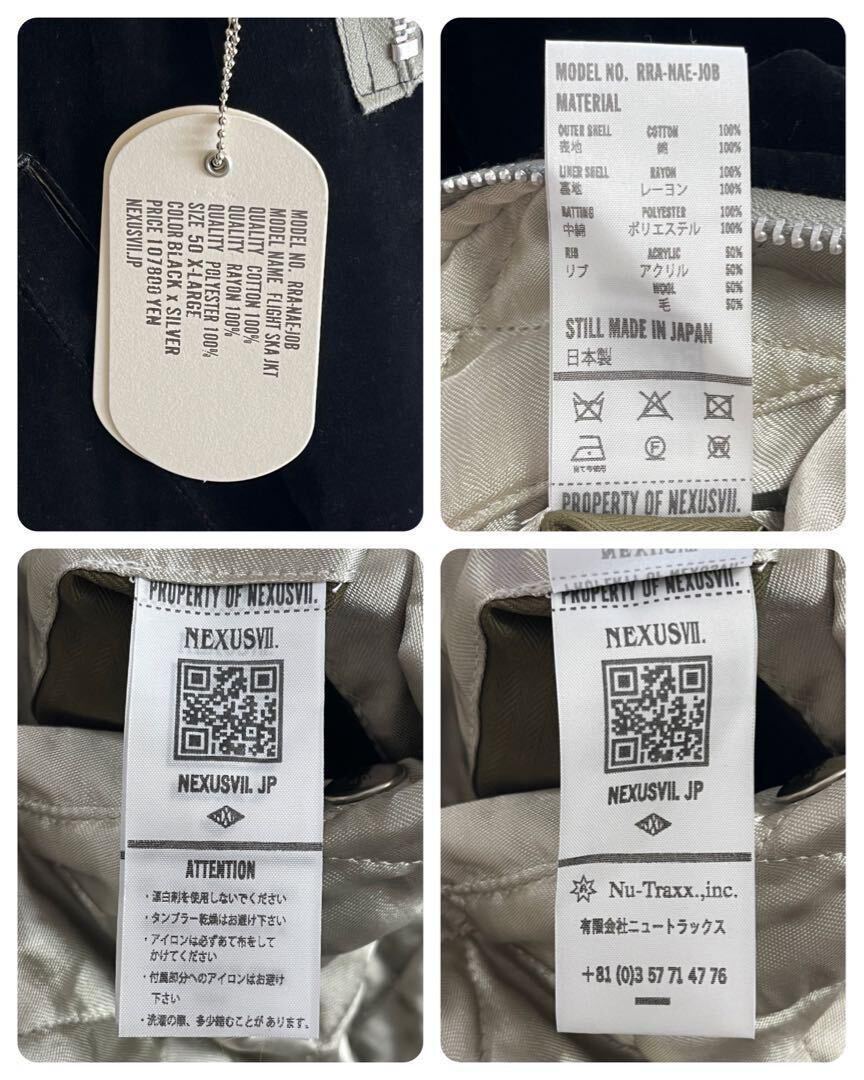 MODEL NO. RRA-NAE-JOB
MODEL NAME FLIGHT SKA JKT
QUALITY COTTON 100%
QUALITY RAYON 100%
QUALITY POLYESTER 100%
SIZE 50 X-LARGE
COLOR BLACK x SILVER
PRICE 107800 YEN
NEXUSVII.JP
MODEL NO. RRA-NAE-JOB
MATERIAL
OUTER SHELL COTTON 100%
表地 綿 100%
LINER SHELL RAYON 100%
裏地 レーヨン 100%
BATTING POLYESTER 100%
中綿 ポリエステル 100%
RIB ACRYLIC 50%
リブ アクリル 50%
WOOL 50%
毛 50%
STILL MADE IN JAPAN
日本製
F W
当て布使用
PROPERTY OF NEXUSVII.
PROPERTY OF NEXUSVII.
NEXUSVII.
NEXUSVII. JP
ATTENTION
・漂白剤を使用しないでください
・タンブラー乾燥はお避け下さい
・アイロンは必ずあて布をして
かけてください
・付属部分へのアイロンはお避け
下さい
・洗濯の際、多少縮むことが あります。
NEXUSVII. JP
PROPERTY OF NEXUSVII.
NEXUSVII.
NEXUSVII. JP
Nu-Traxx.,inc.
有限会社ニュートラックス
+81 (0)3 57 71 47 76